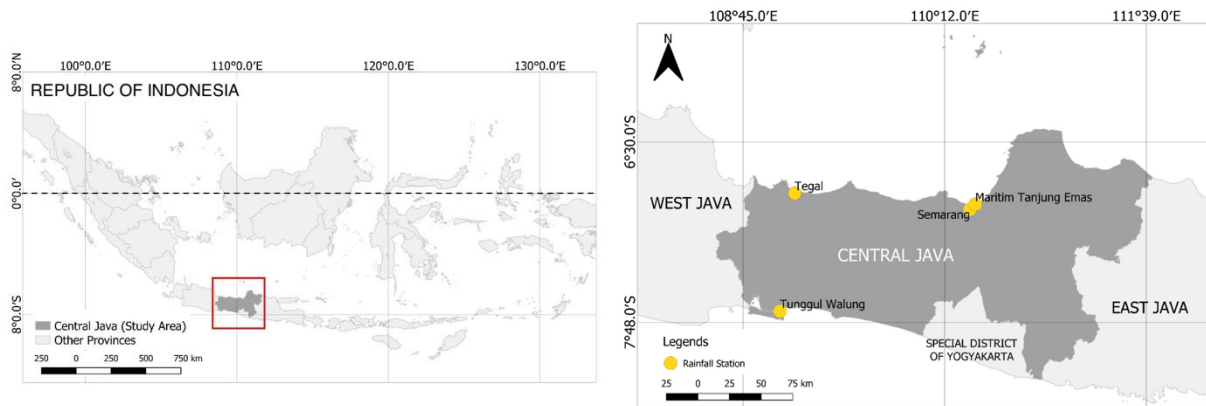 100°0.0'E 110°0.0'E 120°0.0'E 130°0.0'E
8°0.0'N
REPUBLIC OF INDONESIA
0°0.0'
8°0.0'S
Central Java (Study Area)
Other Provinces
250 0 250 500 750 km
108°45.0'E 110°12.0'E 111°39.0'E
N
6°30.0'S
Tegal
WEST JAVA
Maritim Tanjung Emas
Semarang
CENTRAL JAVA
Tunggul Walung
EAST JAVA
7°48.0'S
SPECIAL DISTRICT
OF YOGYAKARTA
Legends
Rainfall Station
25 0 25 50 75 km